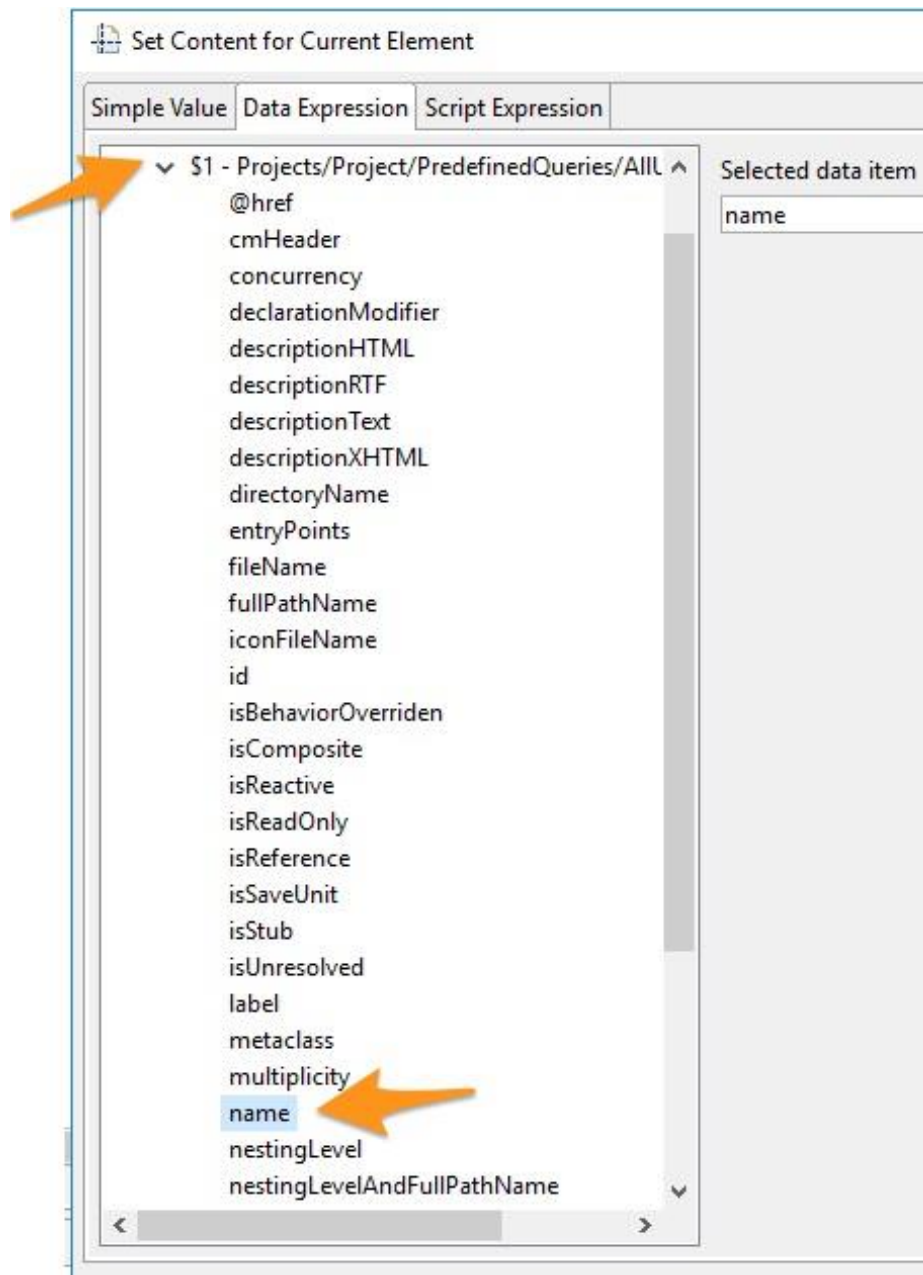 Set Content for Current Element
Simple Value Data Expression Script Expression
$1 - Projects/Project/PredefinedQueries/AllU
@href
cmHeader
concurrency
declarationModifier
descriptionHTML
descriptionRTF
descriptionText
descriptionXHTML
directoryName
entryPoints
fileName
fullPathName
iconFileName
id
isBehaviorOverriden
isComposite
isReactive
isReadOnly
isReference
isSaveUnit
isStub
isUnresolved
label
metaclass
multiplicity
name
nestingLevel
nestingLevelAndFullPathName
Selected data item
name